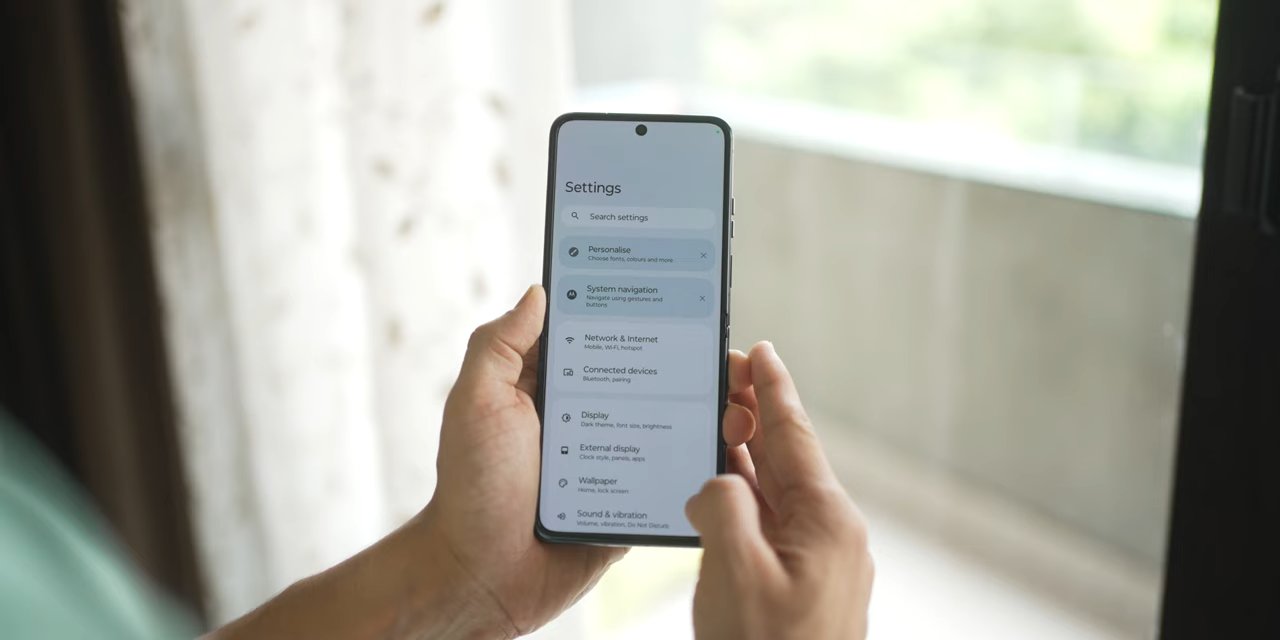 Settings
Search settings
Personalise
Choose fonts, colours and more
System navigation
Navigate using gestures and
buttons
Network & Internet
Mobile, Wi-Fi, hotspot
Connected devices
Bluetooth, pairing
Display
Dark theme, font size, brightness
External display
Clock style, panels, apps
Wallpaper
Home, lock screen
Sound & vibration
Volume, vibration, Do Not Disturb